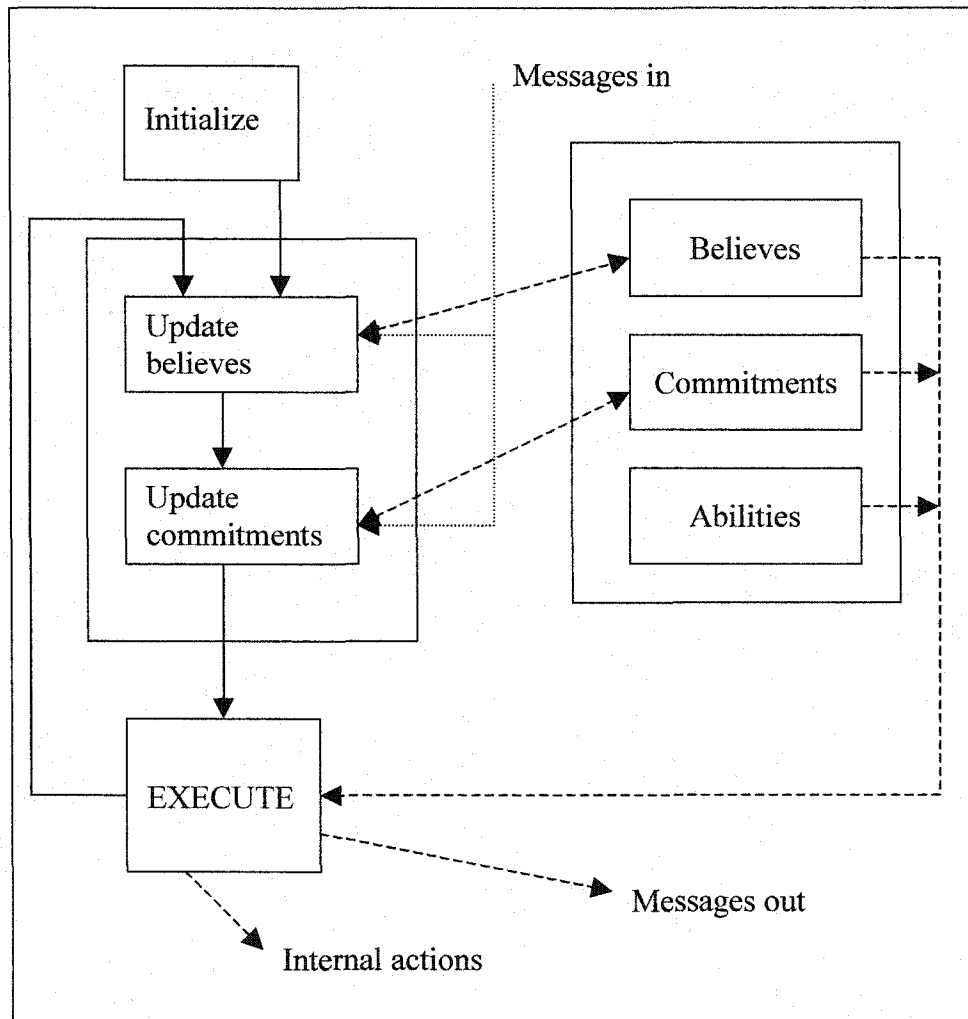 Messages in
Initialize
Believes
Update
believes
Commitments
Update
commitments
Abilities
EXECUTE
Messages out
Internal actions